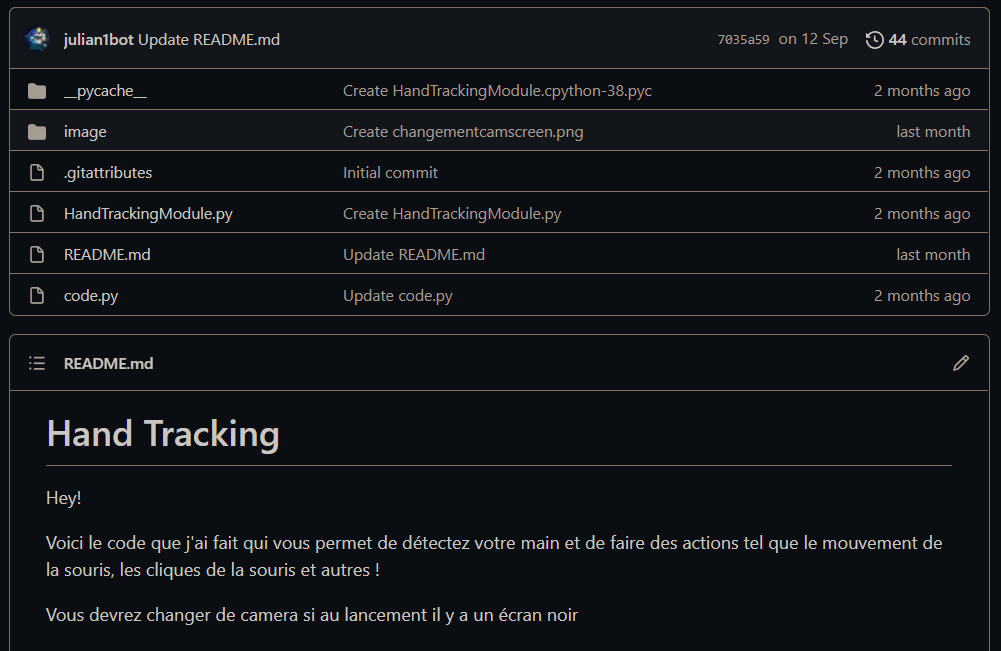 julian1bot Update README.md 7035a59 on 12 Sep 44 commits
__pycache__ Create HandTrackingModule.cpython-38.pyc 2 months ago
image Create changementcamscreen.png last month
.gitattributes Initial commit 2 months ago
HandTrackingModule.py Create HandTrackingModule.py 2 months ago
README.md Update README.md last month
code.py Update code.py 2 months ago
README.md
Hand Tracking
Hey!
Voici le code que j'ai fait qui vous permet de détectez votre main et de faire des actions tel que le mouvement de
la souris, les cliques de la souris et autres !
Vous devrez changer de camera si au lancement il y a un écran noir